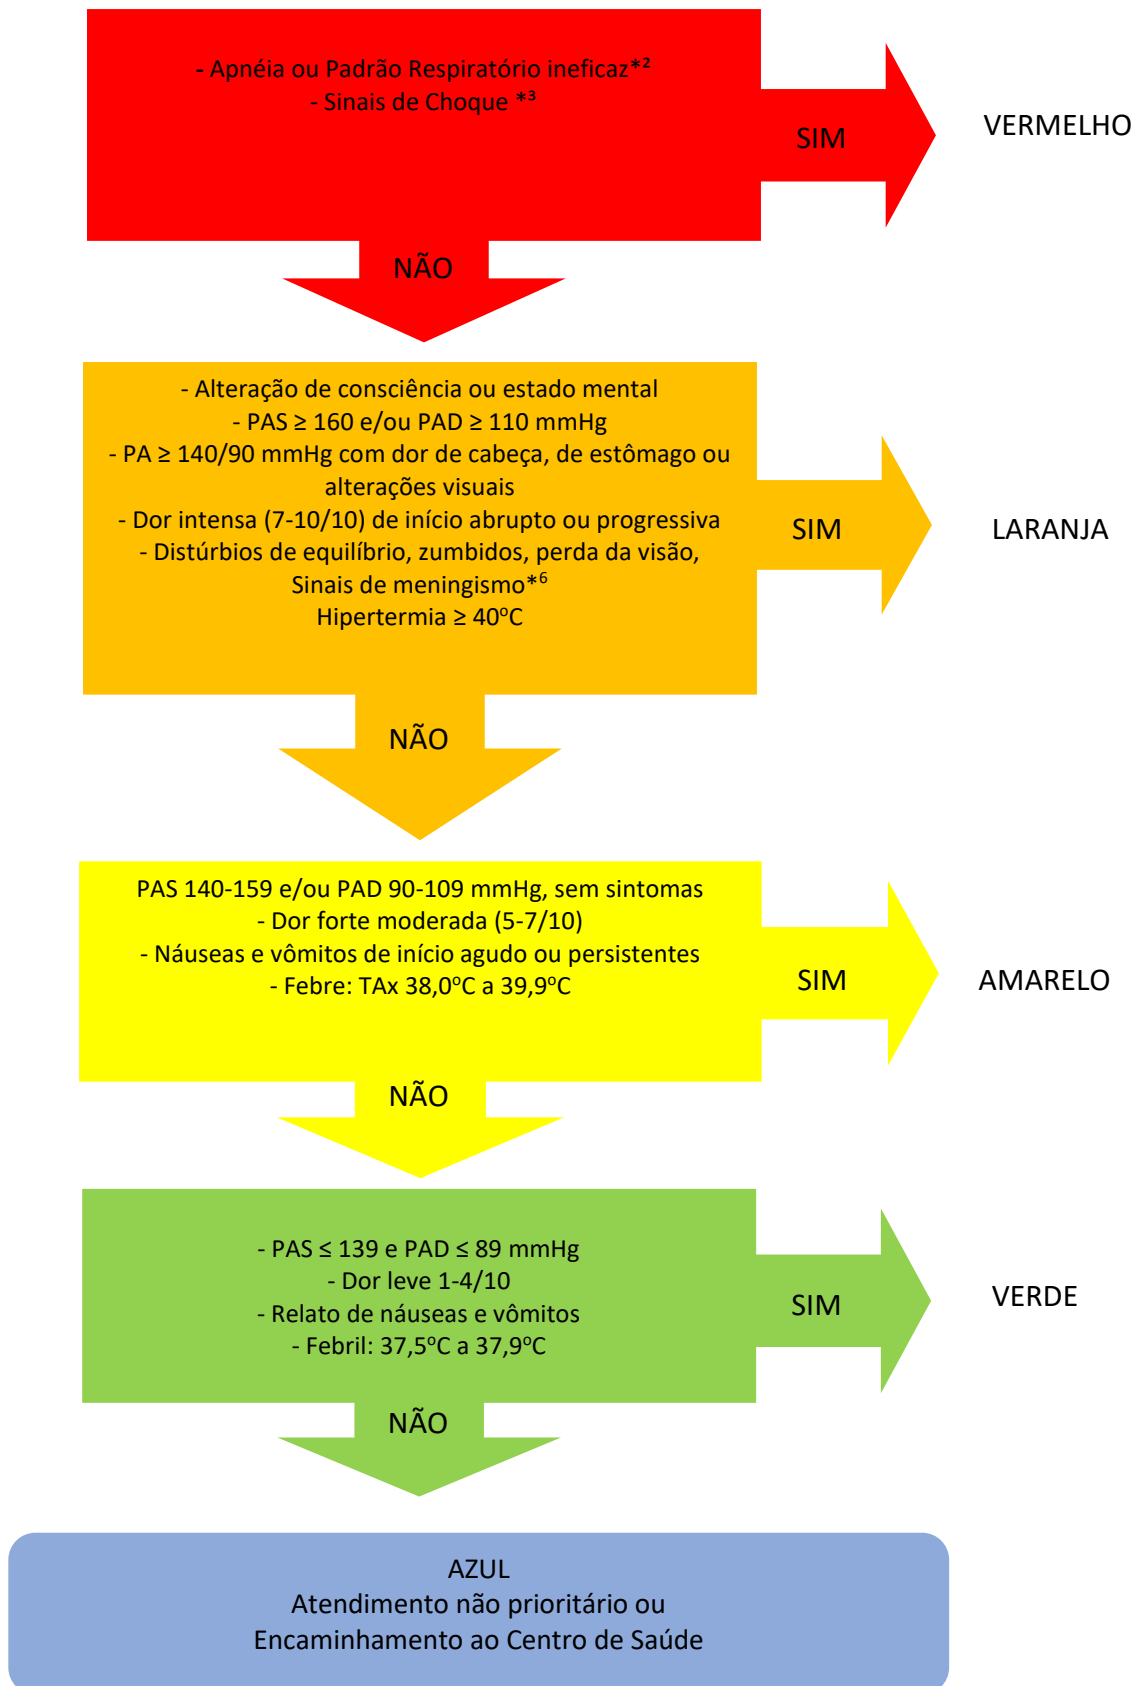 - Apnéia ou Padrão Respiratório ineficaz*²
- Sinais de Choque *³
SIM
VERMELHO
NÃO
- Alteração de consciência ou estado mental
- PAS ≥ 160 e/ou PAD ≥ 110 mmHg
- PA ≥ 140/90 mmHg com dor de cabeça, de estômago ou
alterações visuais
- Dor intensa (7-10/10) de início abrupto ou progressiva
- Distúrbios de equilíbrio, zumbidos, perda da visão,
Sinais de meningismo*⁶
Hipertermia ≥ 40ºC
SIM
LARANJA
NÃO
PAS 140-159 e/ou PAD 90-109 mmHg, sem sintomas
- Dor forte moderada (5-7/10)
- Náuseas e vômitos de início agudo ou persistentes
- Febre: TAx 38,0ºC a 39,9ºC
SIM
AMARELO
NÃO
- PAS ≤ 139 e PAD ≤ 89 mmHg
- Dor leve 1-4/10
- Relato de náuseas e vômitos
- Febril: 37,5ºC a 37,9ºC
SIM
VERDE
NÃO
AZUL
Atendimento não prioritário ou
Encaminhamento ao Centro de Saúde